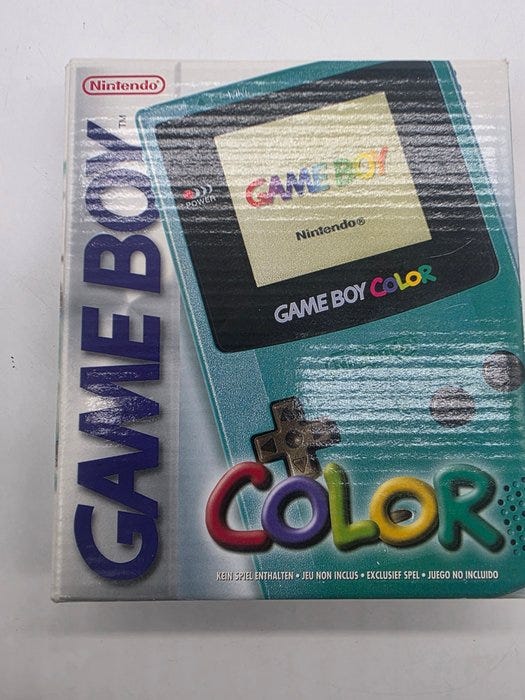 Nintendo®
GAME BOY™
POWER
GAME BOY
Nintendo®
GAME BOY COLOR
COLOR
KEIN SPIEL ENTHALTEN • JEU NON INCLUS • EXCLUSIEF SPEL • JUEGO NO INCLUIDO